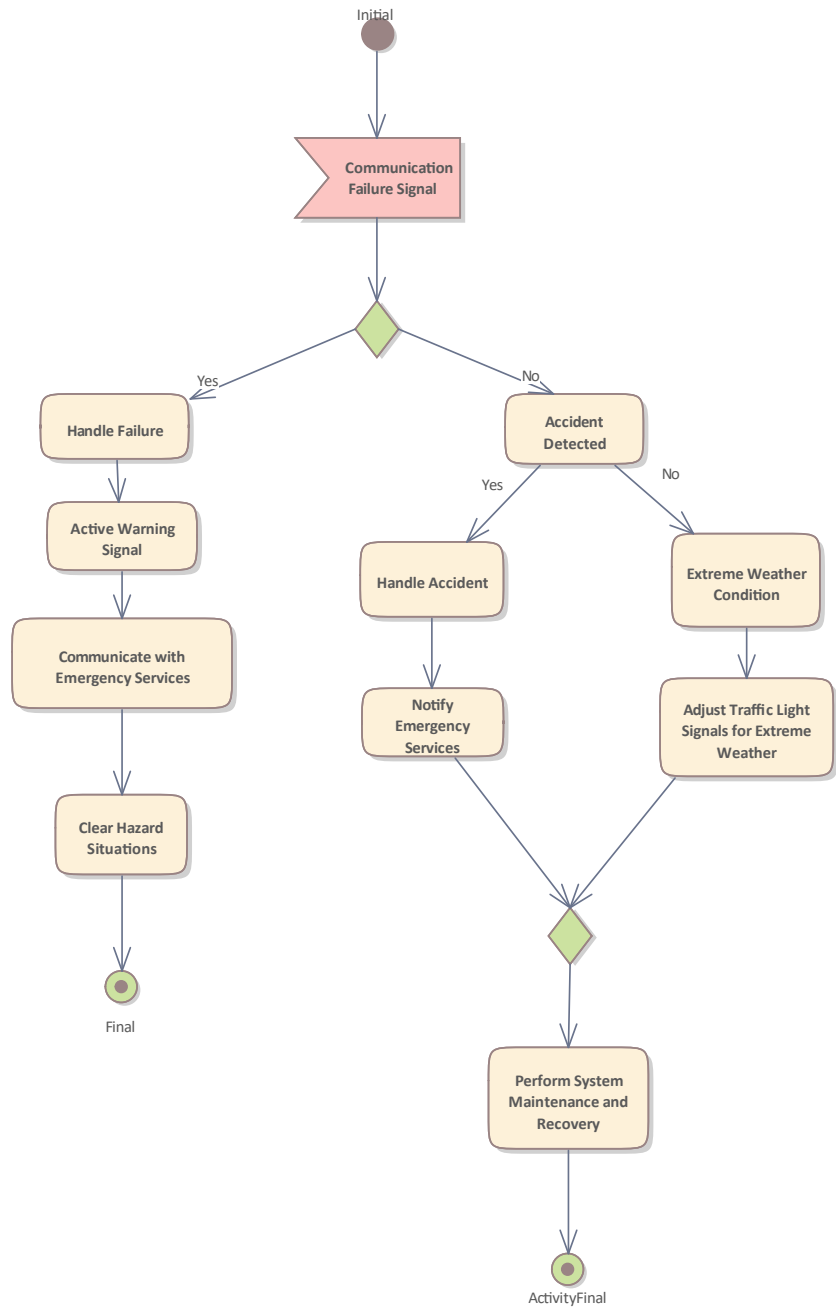 Initial
Communication
Failure Signal
Yes
No
Handle Failure
Accident
Detected
Yes
No
Active Warning
Signal
Handle Accident
Extreme Weather
Condition
Communicate with
Emergency Services
Notify
Emergency
Services
Adjust Traffic Light
Signals for Extreme
Weather
Clear Hazard
Situations
Final
Perform System
Maintenance and
Recovery
ActivityFinal